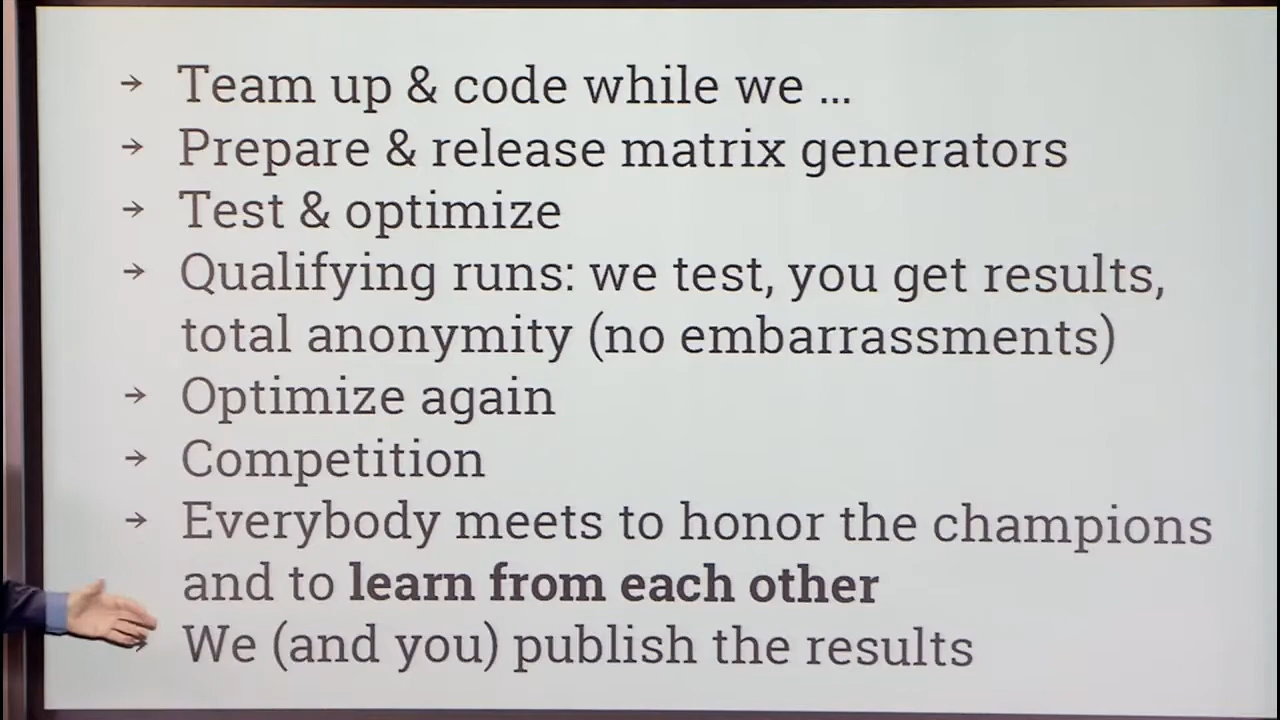 → Team up & code while we ...
→ Prepare & release matrix generators
→ Test & optimize
→ Qualifying runs: we test, you get results,
total anonymity (no embarrassments)
→ Optimize again
→ Competition
→ Everybody meets to honor the champions
and to learn from each other
→ We (and you) publish the results